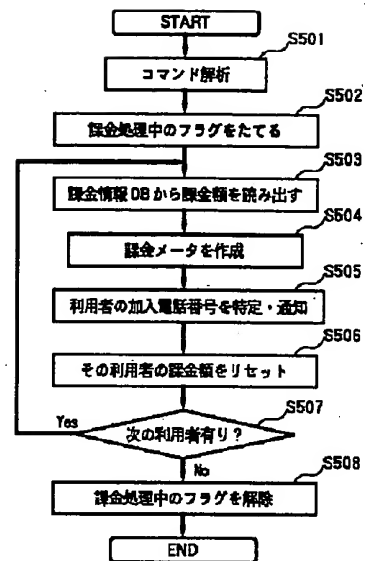 START
S501
コマンド解析
S502
課金処理中のフラグをたてる
S503
課金情報DBから課金額を読み出す
S504
課金メータを作成
S505
利用者の加入電話番号を特定・通知
S506
その利用者の課金額をリセット
S507
Yes
次の利用者有り?
No
S508
課金処理中のフラグを解除
END